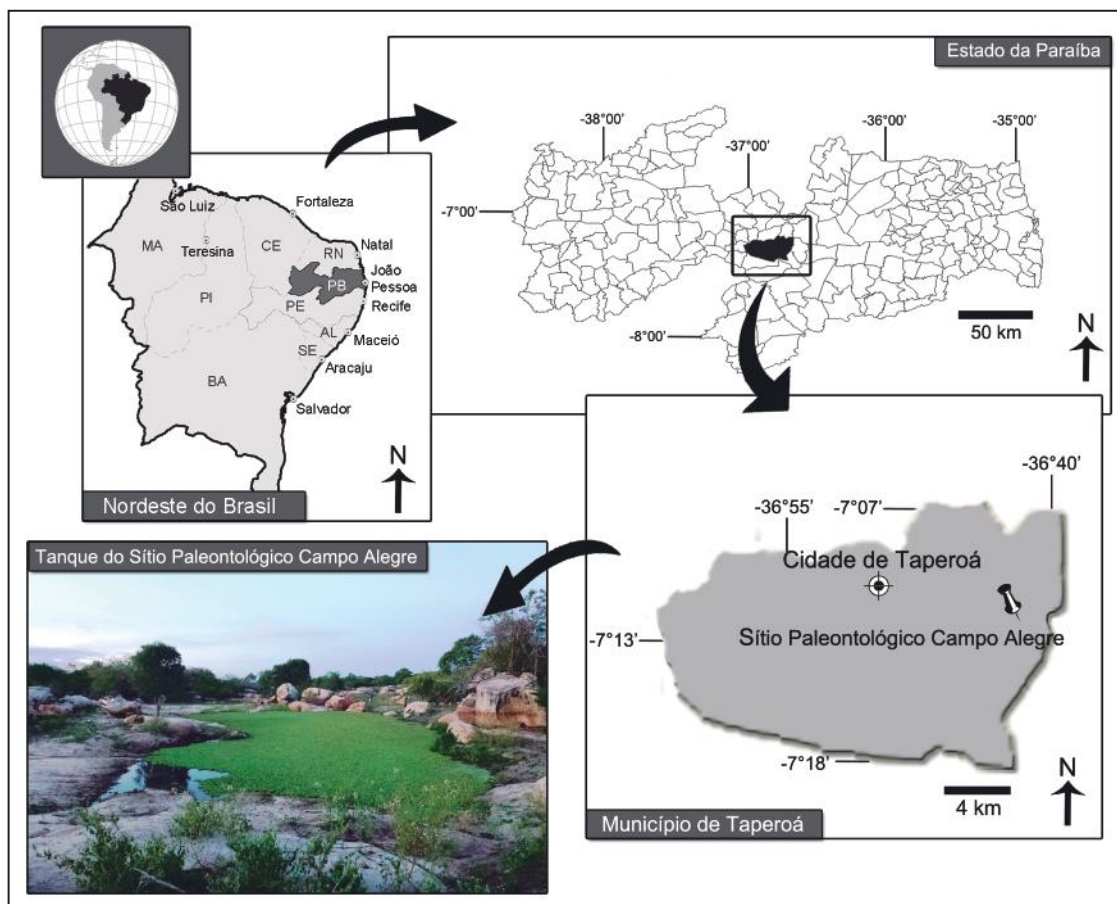 Estado da Paraíba
-38°00'
-37°00'
-36°00'
-35°00'
-7°00'
-8°00'
50 km
N
São Luiz
Fortaleza
MA
Teresina
CE
RN
Natal
João
Pessoa
PB
PI
PE
Recife
AL
Maceió
SE
Aracaju
BA
Salvador
N
Nordeste do Brasil
-36°40'
-36°55'
-7°07'
Cidade de Taperoá
-7°13'
Sítio Paleontológico Campo Alegre
-7°18'
4 km
N
Município de Taperoá
Tanque do Sítio Paleontológico Campo Alegre